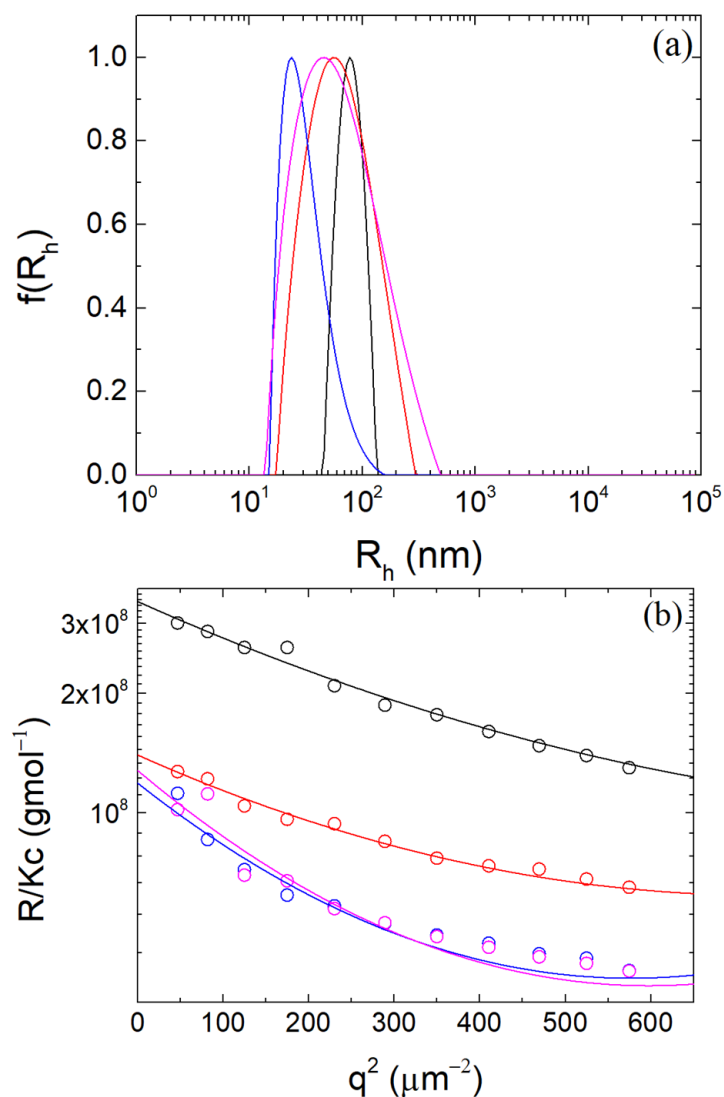 (a)
1.0
0.8
0.6
0.4
0.2
0.0
f(R_h)
10^0 10^1 10^2 10^3 10^4 10^5
R_h (nm)
(b)
3x10^8
2x10^8
10^8
R/Kc (gmol^−1)
0 100 200 300 400 500 600
q^2 (μm^−2)